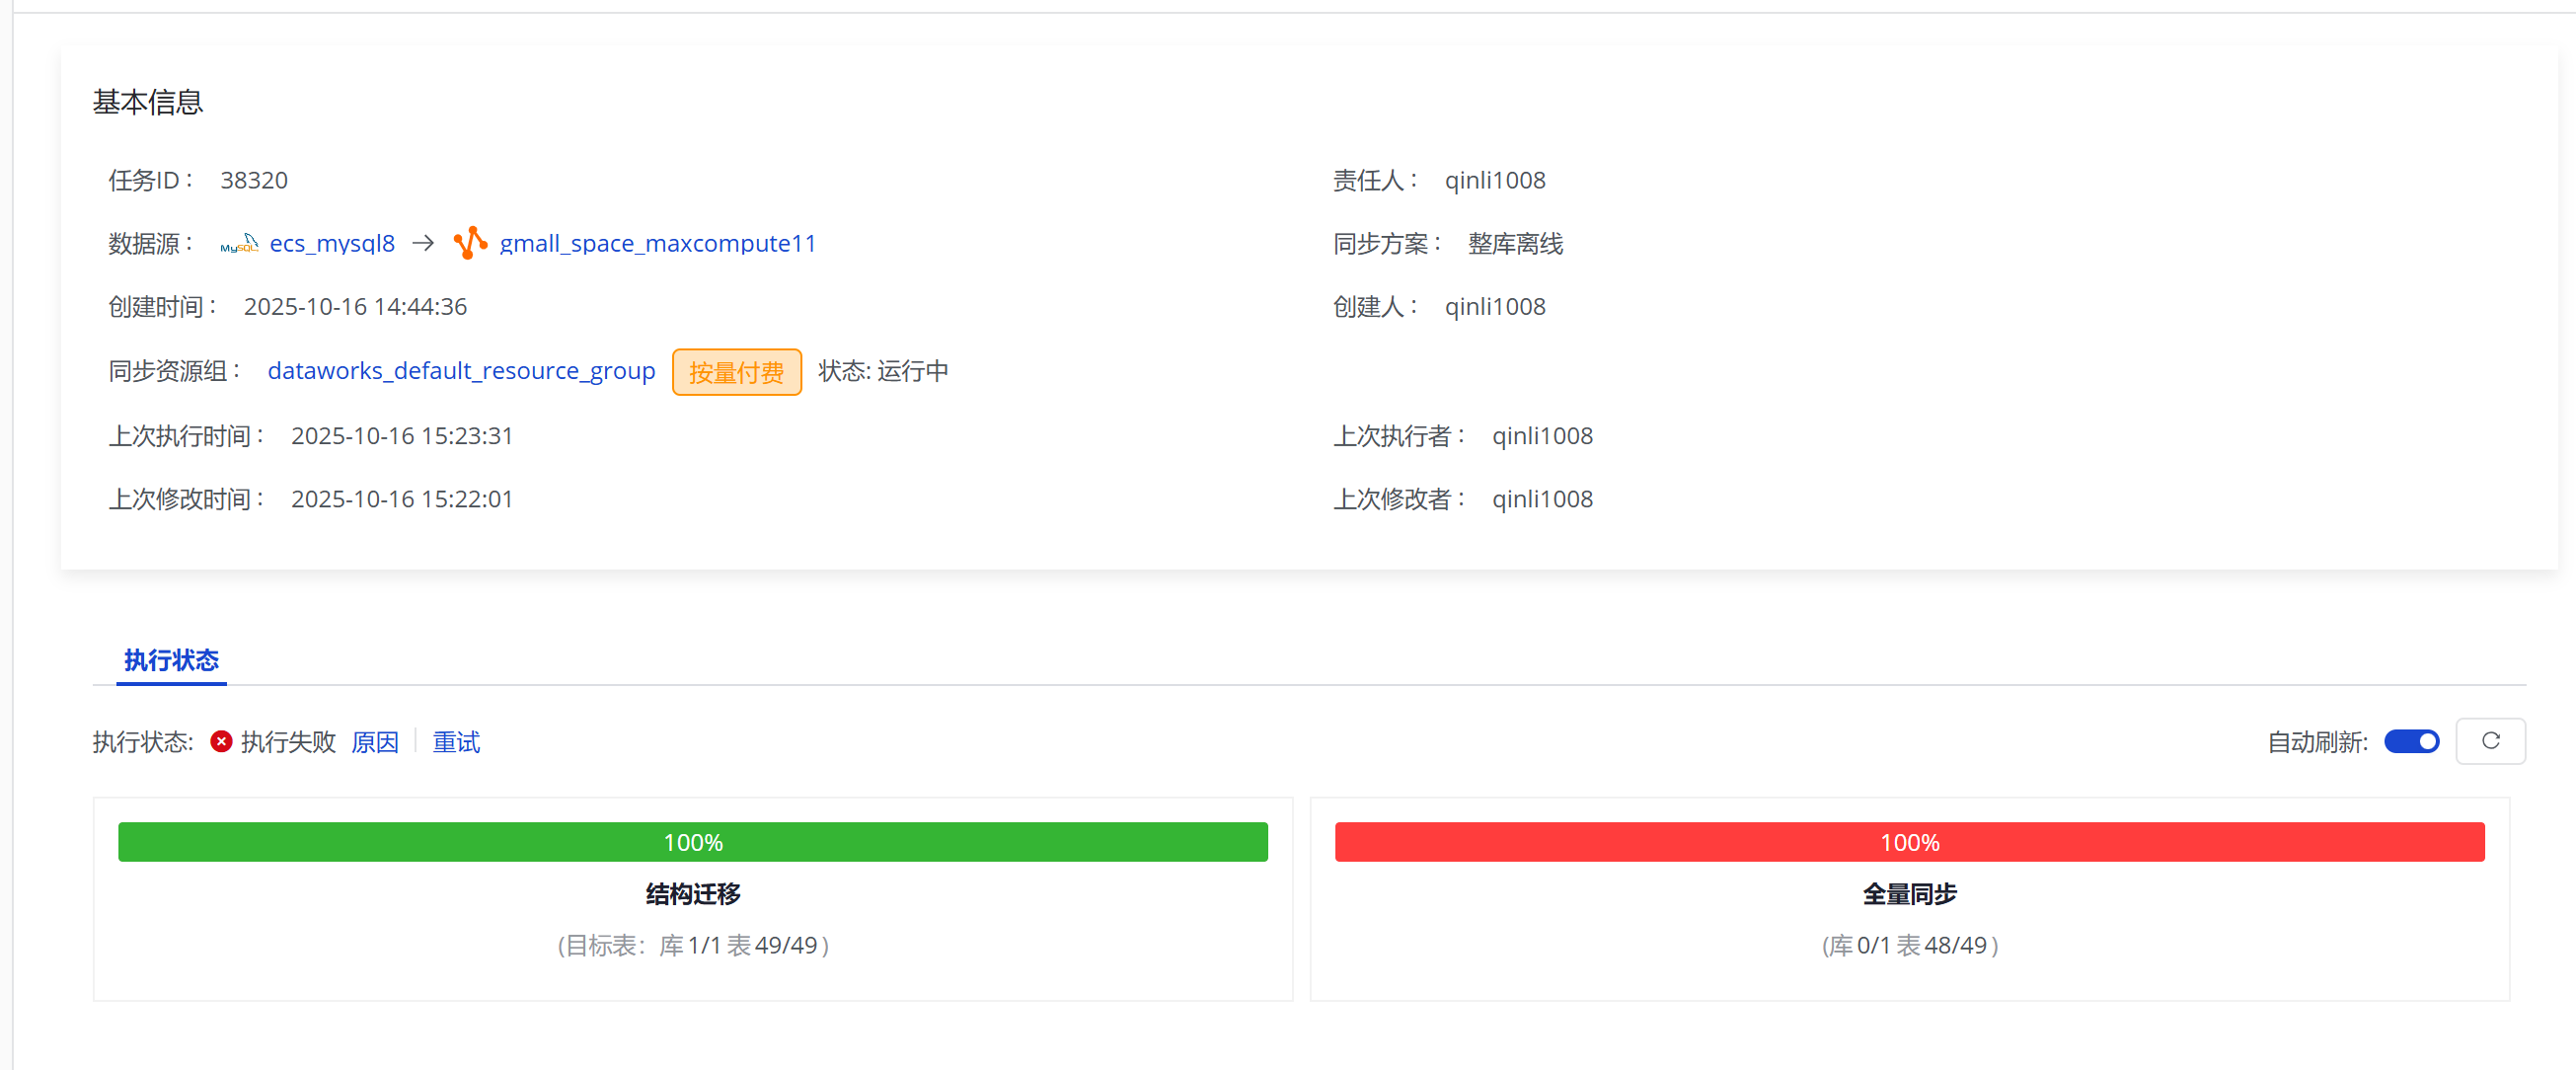 基本信息
任务ID： 38320
责任人： qinli1008
数据源： MySQL ecs_mysql8 → gmall_space_maxcompute11
同步方案： 整库离线
创建时间： 2025-10-16 14:44:36
创建人： qinli1008
同步资源组： dataworks_default_resource_group 按量付费 状态: 运行中
上次执行时间： 2025-10-16 15:23:31
上次执行者： qinli1008
上次修改时间： 2025-10-16 15:22:01
上次修改者： qinli1008
执行状态
执行状态: 执行失败 原因 重试
自动刷新:
100%
结构迁移
(目标表：库 1/1 表 49/49 )
100%
全量同步
(库 0/1 表 48/49 )